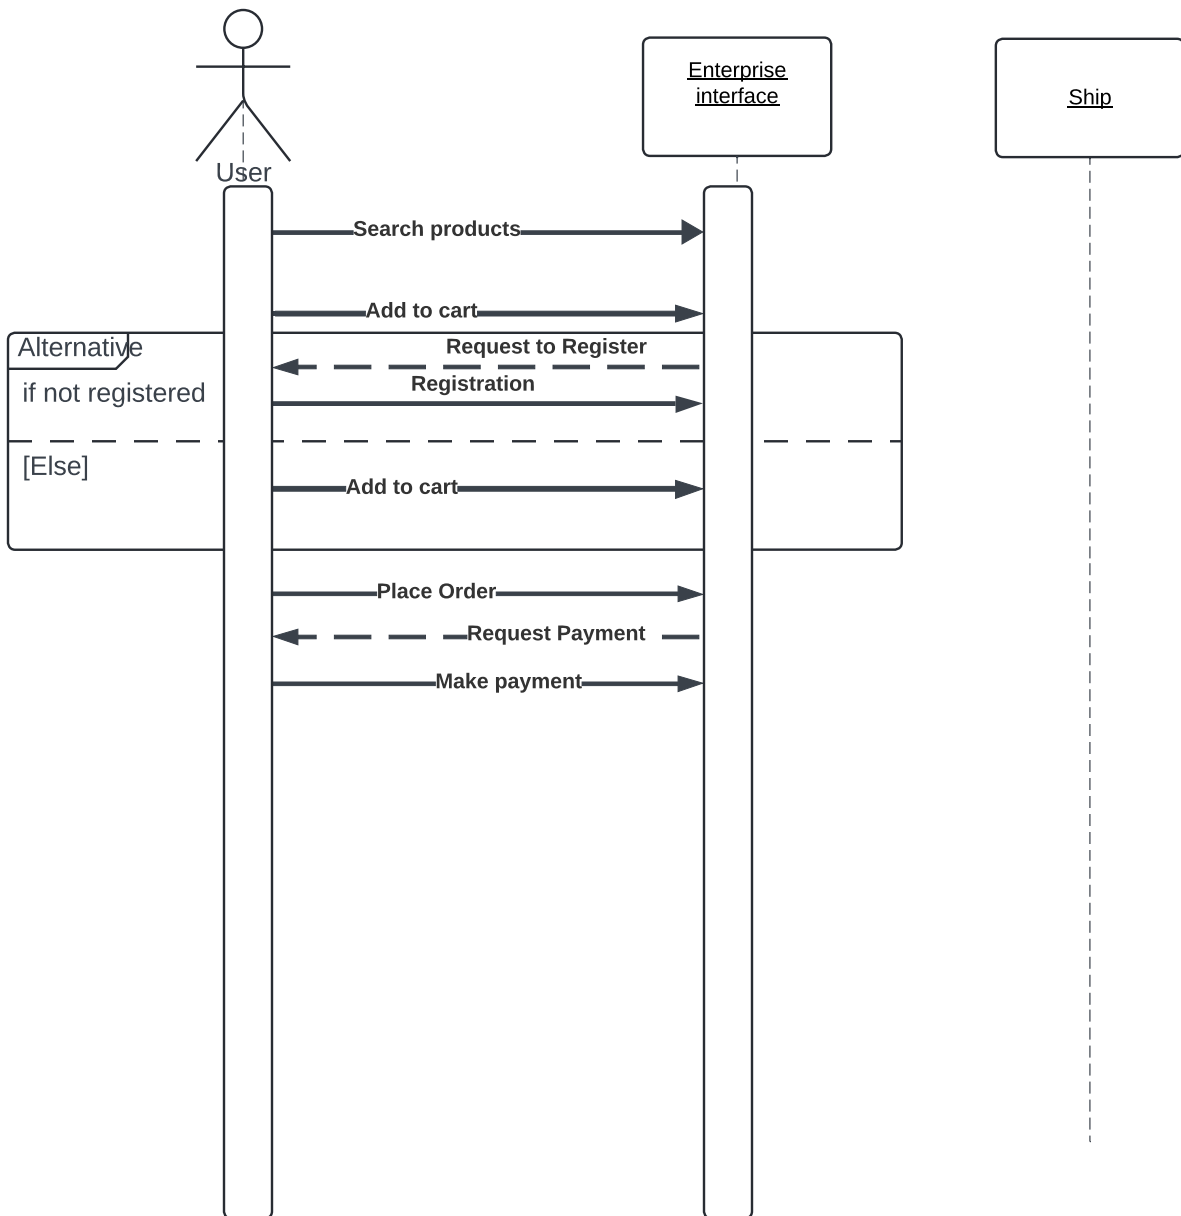 User
Enterprise
interface
Ship
Search products
Add to cart
Alternative
Request to Register
if not registered
Registration
[Else]
Add to cart
Place Order
Request Payment
Make payment